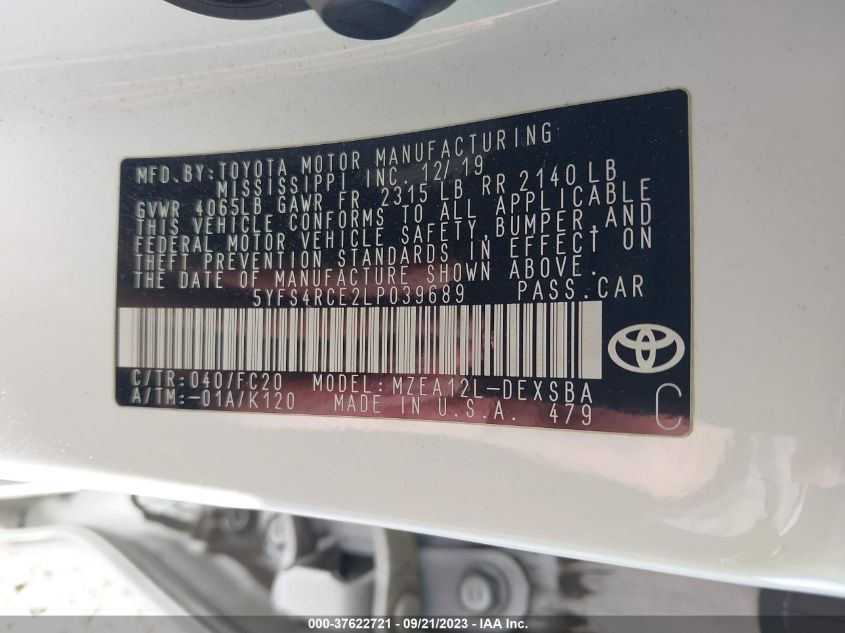 MFD. BY: TOYOTA MOTOR MANUFACTURING
MISSISSIPPI, INC. 12/19
GVWR 4065LB GAWR FR 2315 LB RR 2140 LB
THIS VEHICLE CONFORMS TO ALL APPLICABLE
FEDERAL MOTOR VEHICLE SAFETY, BUMPER, AND
THEFT PREVENTION STANDARDS IN EFFECT ON
THE DATE OF MANUFACTURE SHOWN ABOVE.
5YFS4RCE2LP039689 PASS. CAR
C/TR: 040/FC20 MODEL: MZEA12L-DEXSBA
A/TM: -01A/K120 MADE IN U.S.A. 479 C
000-37622721 - 09/21/2023 - IAA Inc.